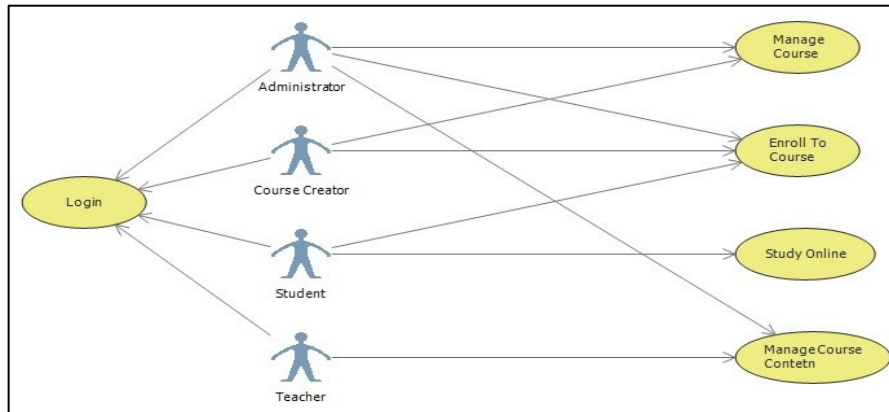 Manage
Course
Administrator
Enroll To
Course
Course Creator
Login
Study Online
Student
Manage Course
Contetn
Teacher